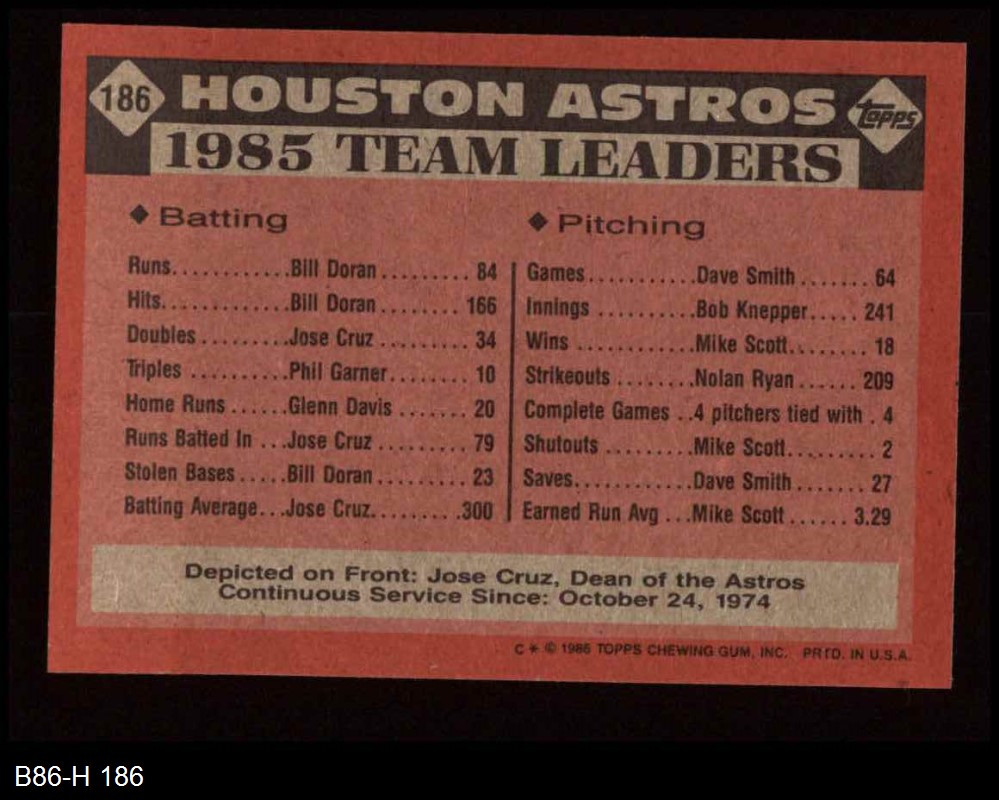 186 HOUSTON ASTROS topps
1985 TEAM LEADERS
◆ Batting
Runs............Bill Doran......... 84
Hits.............Bill Doran........ 166
Doubles.........Jose Cruz ......... 34
Triples ..........Phil Garner........ 10
Home Runs ......Glenn Davis ....... 20
Runs Batted In ...Jose Cruz ......... 79
Stolen Bases.....Bill Doran......... 23
Batting Average...Jose Cruz..........300
◆ Pitching
Games............Dave Smith....... 64
Innings ..........Bob Knepper..... 241
Wins ............Mike Scott........ 18
Strikeouts ........Nolan Ryan...... 209
Complete Games ..4 pitchers tied with . 4
Shutouts .........Mike Scott......... 2
Saves............Dave Smith....... 27
Earned Run Avg ...Mike Scott...... 3.29
Depicted on Front: Jose Cruz, Dean of the Astros
Continuous Service Since: October 24, 1974
C * © 1986 TOPPS CHEWING GUM, INC. PRTD. IN U.S.A.
B86-H 186